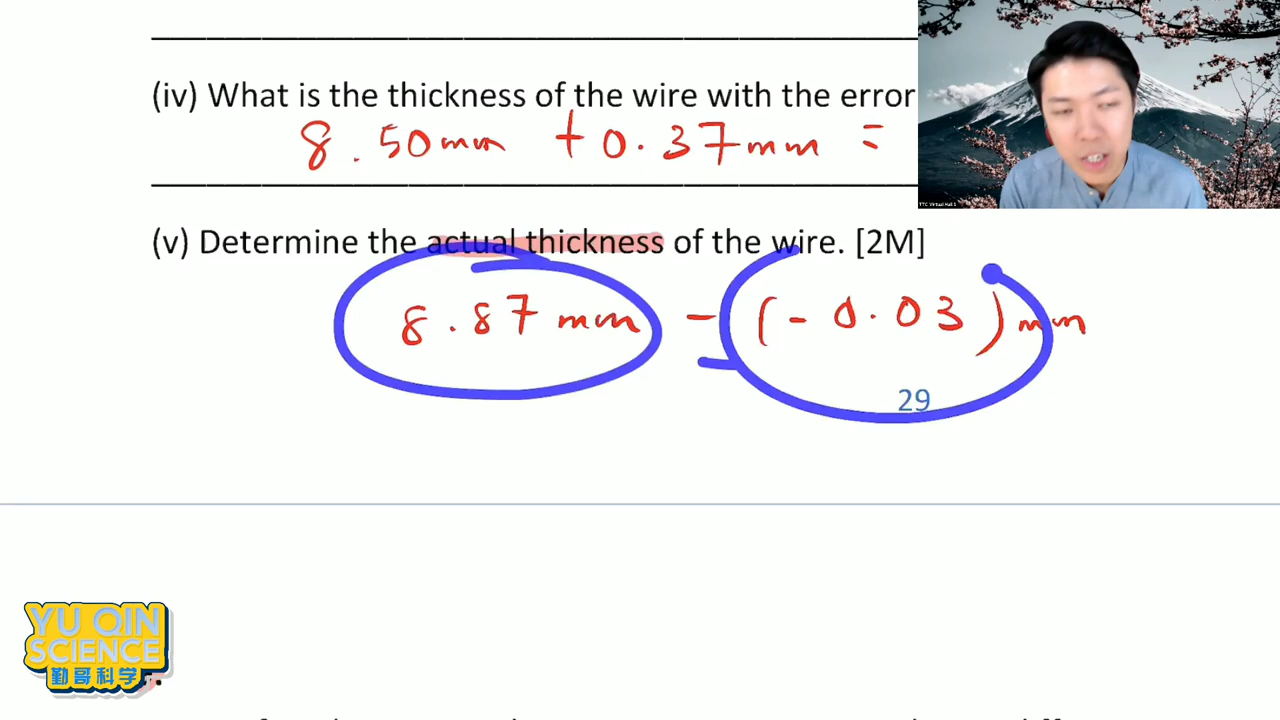 (iv) What is the thickness of the wire with the error
8.50mm + 0.37mm =
(v) Determine the actual thickness of the wire. [2M]
8.87 mm - (-0.03) mm
29
YU QIN
SCIENCE
勤哥科学